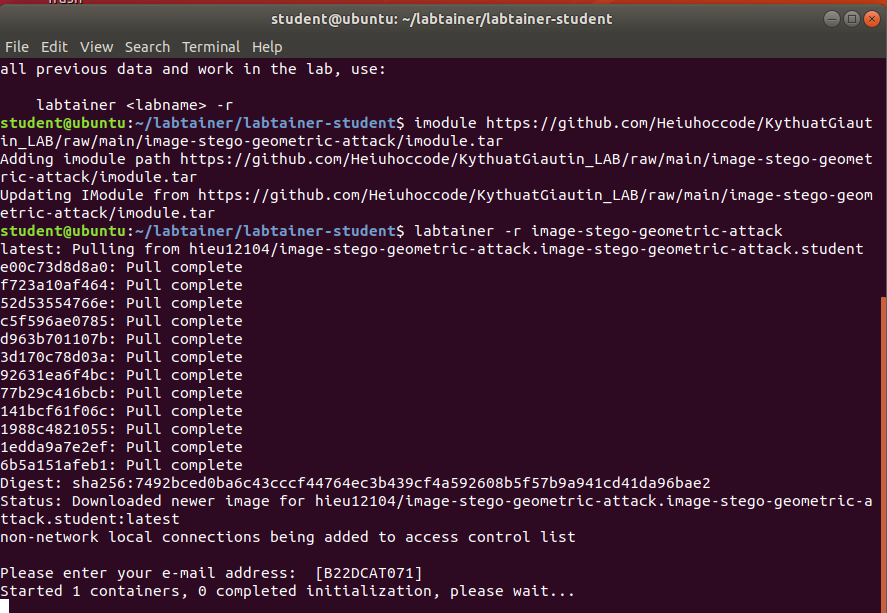 student@ubuntu: ~/labtainer/labtainer-student
File Edit View Search Terminal Help
all previous data and work in the lab, use:
    labtainer <labname> -r
student@ubuntu:~/labtainer/labtainer-student$ imodule https://github.com/Heiuhoccode/KythuatGiaut
in_LAB/raw/main/image-stego-geometric-attack/imodule.tar
Adding imodule path https://github.com/Heiuhoccode/KythuatGiautin_LAB/raw/main/image-stego-geomet
ric-attack/imodule.tar
Updating IModule from https://github.com/Heiuhoccode/KythuatGiautin_LAB/raw/main/image-stego-geom
etric-attack/imodule.tar
student@ubuntu:~/labtainer/labtainer-student$ labtainer -r image-stego-geometric-attack
latest: Pulling from hieu12104/image-stego-geometric-attack.image-stego-geometric-attack.student
e00c73d8d8a0: Pull complete
f723a10af464: Pull complete
52d53554766e: Pull complete
c5f596ae0785: Pull complete
d963b701107b: Pull complete
3d170c78d03a: Pull complete
92631ea6f4bc: Pull complete
77b29c416bcb: Pull complete
141bcf61f06c: Pull complete
1988c4821055: Pull complete
1edda9a7e2ef: Pull complete
6b5a151afeb1: Pull complete
Digest: sha256:7492bced0ba6c43cccf44764ec3b439cf4a592608b5f57b9a941cd41da96bae2
Status: Downloaded newer image for hieu12104/image-stego-geometric-attack.image-stego-geometric-a
ttack.student:latest
non-network local connections being added to access control list
Please enter your e-mail address:  [B22DCAT071]
Started 1 containers, 0 completed initialization, please wait...